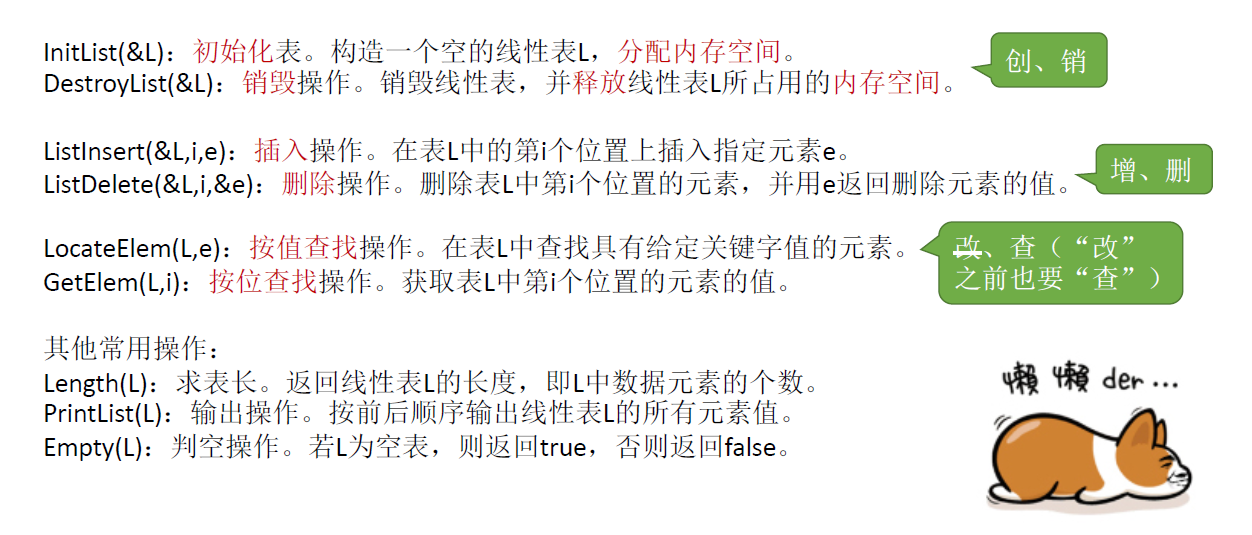 InitList(&L)：初始化表。构造一个空的线性表L，分配内存空间。
DestroyList(&L)：销毁操作。销毁线性表，并释放线性表L所占用的内存空间。
创、销
ListInsert(&L,i,e)：插入操作。在表L中的第i个位置上插入指定元素e。
ListDelete(&L,i,&e)：删除操作。删除表L中第i个位置的元素，并用e返回删除元素的值。
增、删
LocateElem(L,e)：按值查找操作。在表L中查找具有给定关键字值的元素。
GetElem(L,i)：按位查找操作。获取表L中第i个位置的元素的值。
改、查（“改”
之前也要“查”）
其他常用操作：
Length(L)：求表长。返回线性表L的长度，即L中数据元素的个数。
PrintList(L)：输出操作。按前后顺序输出线性表L的所有元素值。
Empty(L)：判空操作。若L为空表，则返回true，否则返回false。
懒 懒 der ...